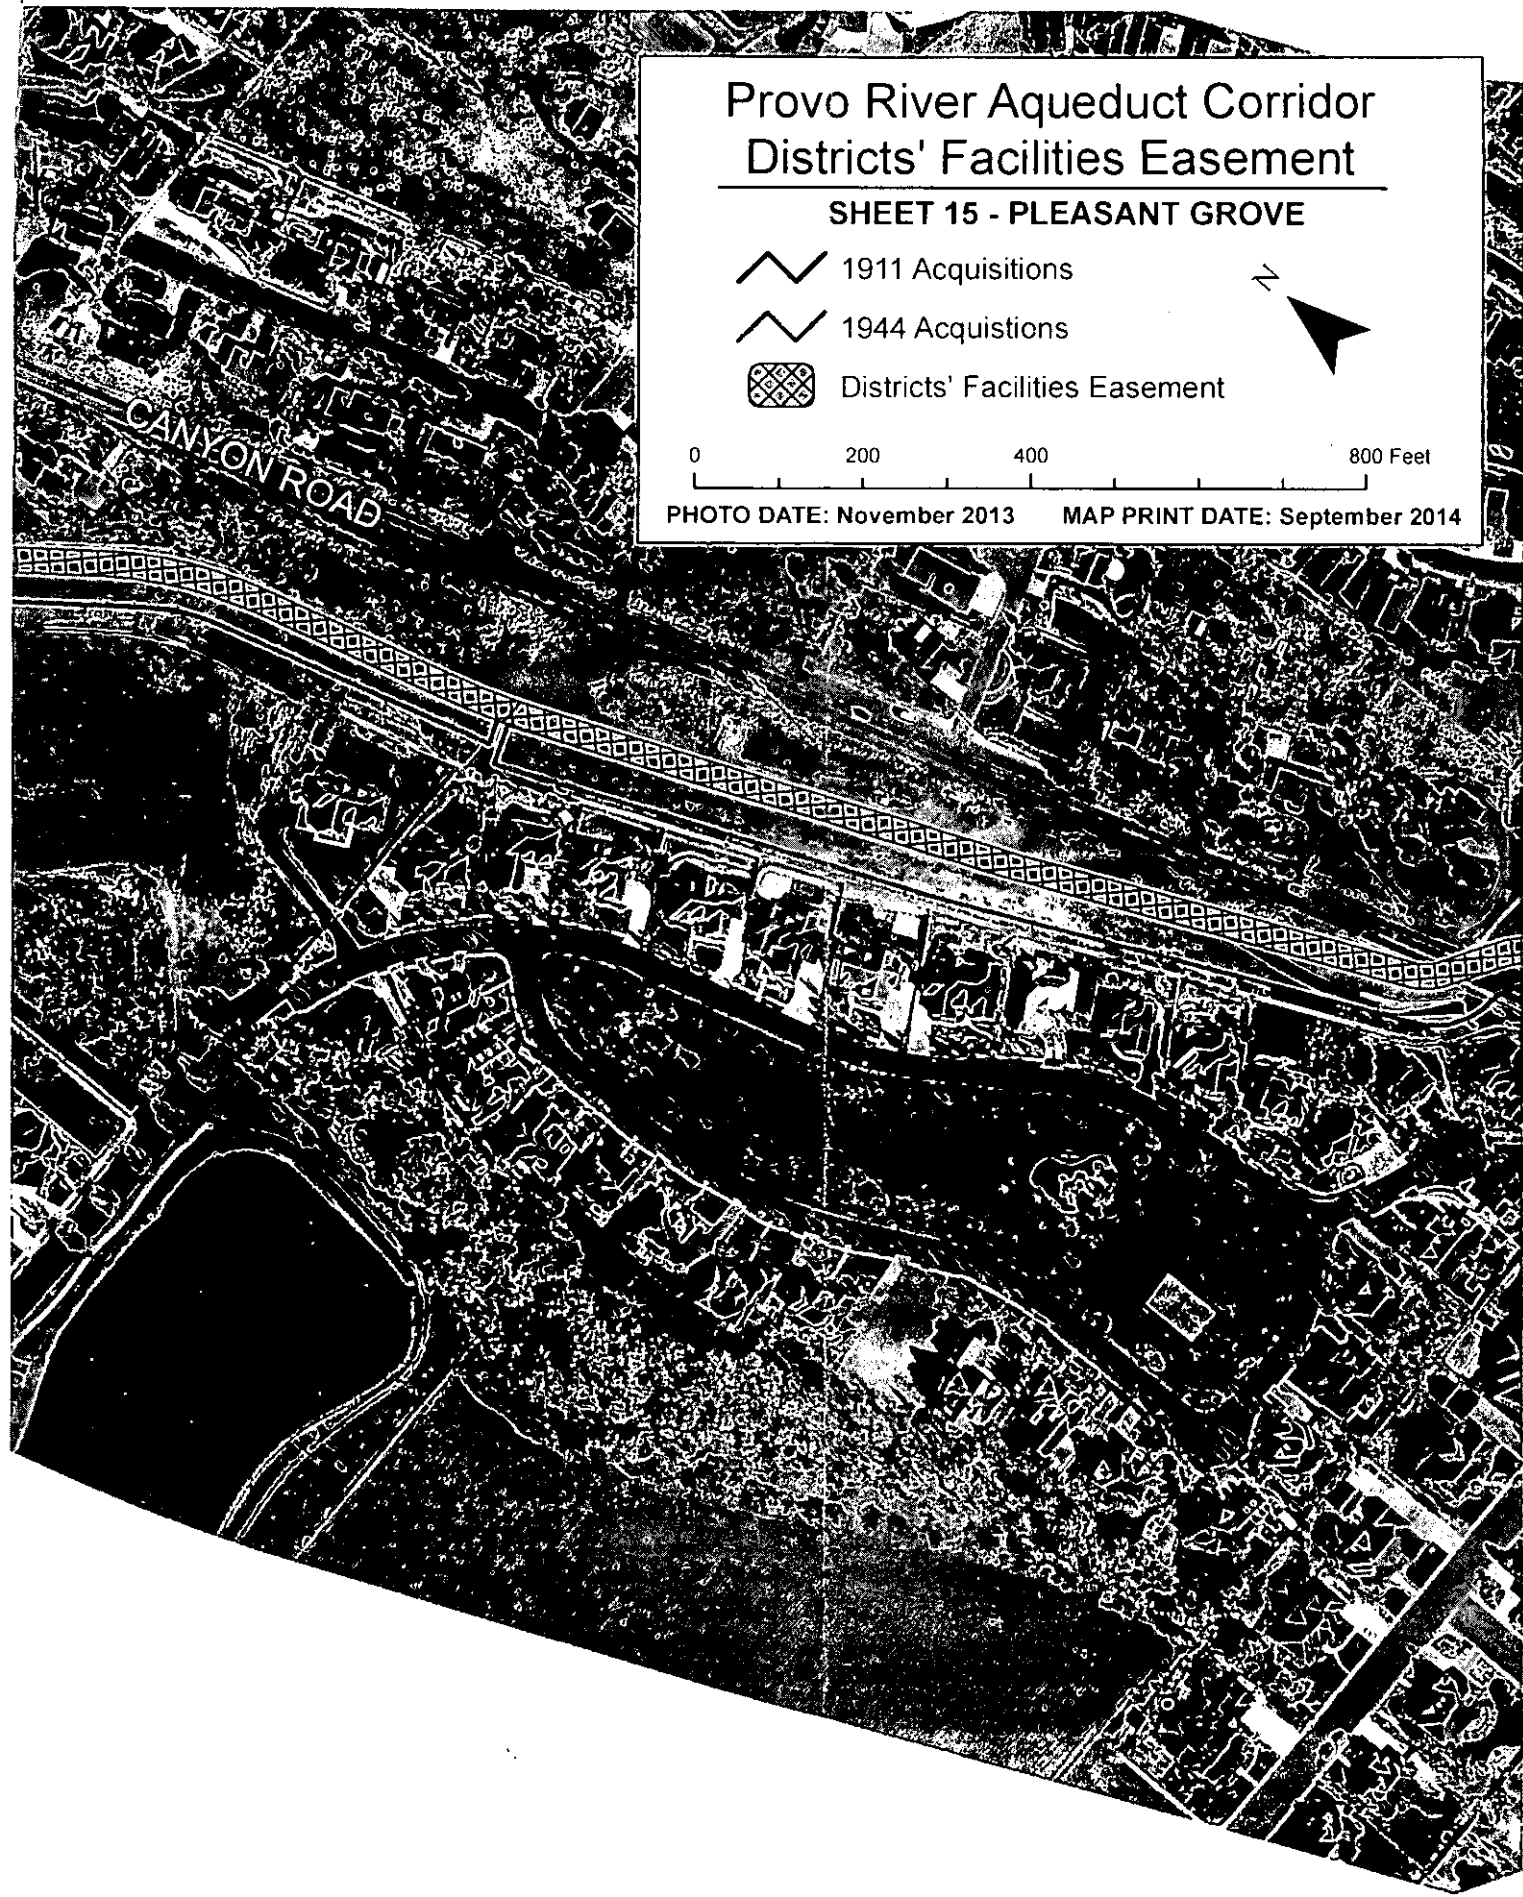 Provo River Aqueduct Corridor
Districts' Facilities Easement
SHEET 15 - PLEASANT GROVE
1911 Acquisitions
N
1944 Acquistions
Districts' Facilities Easement
0 200 400 800 Feet
PHOTO DATE: November 2013 MAP PRINT DATE: September 2014
CANYON ROAD